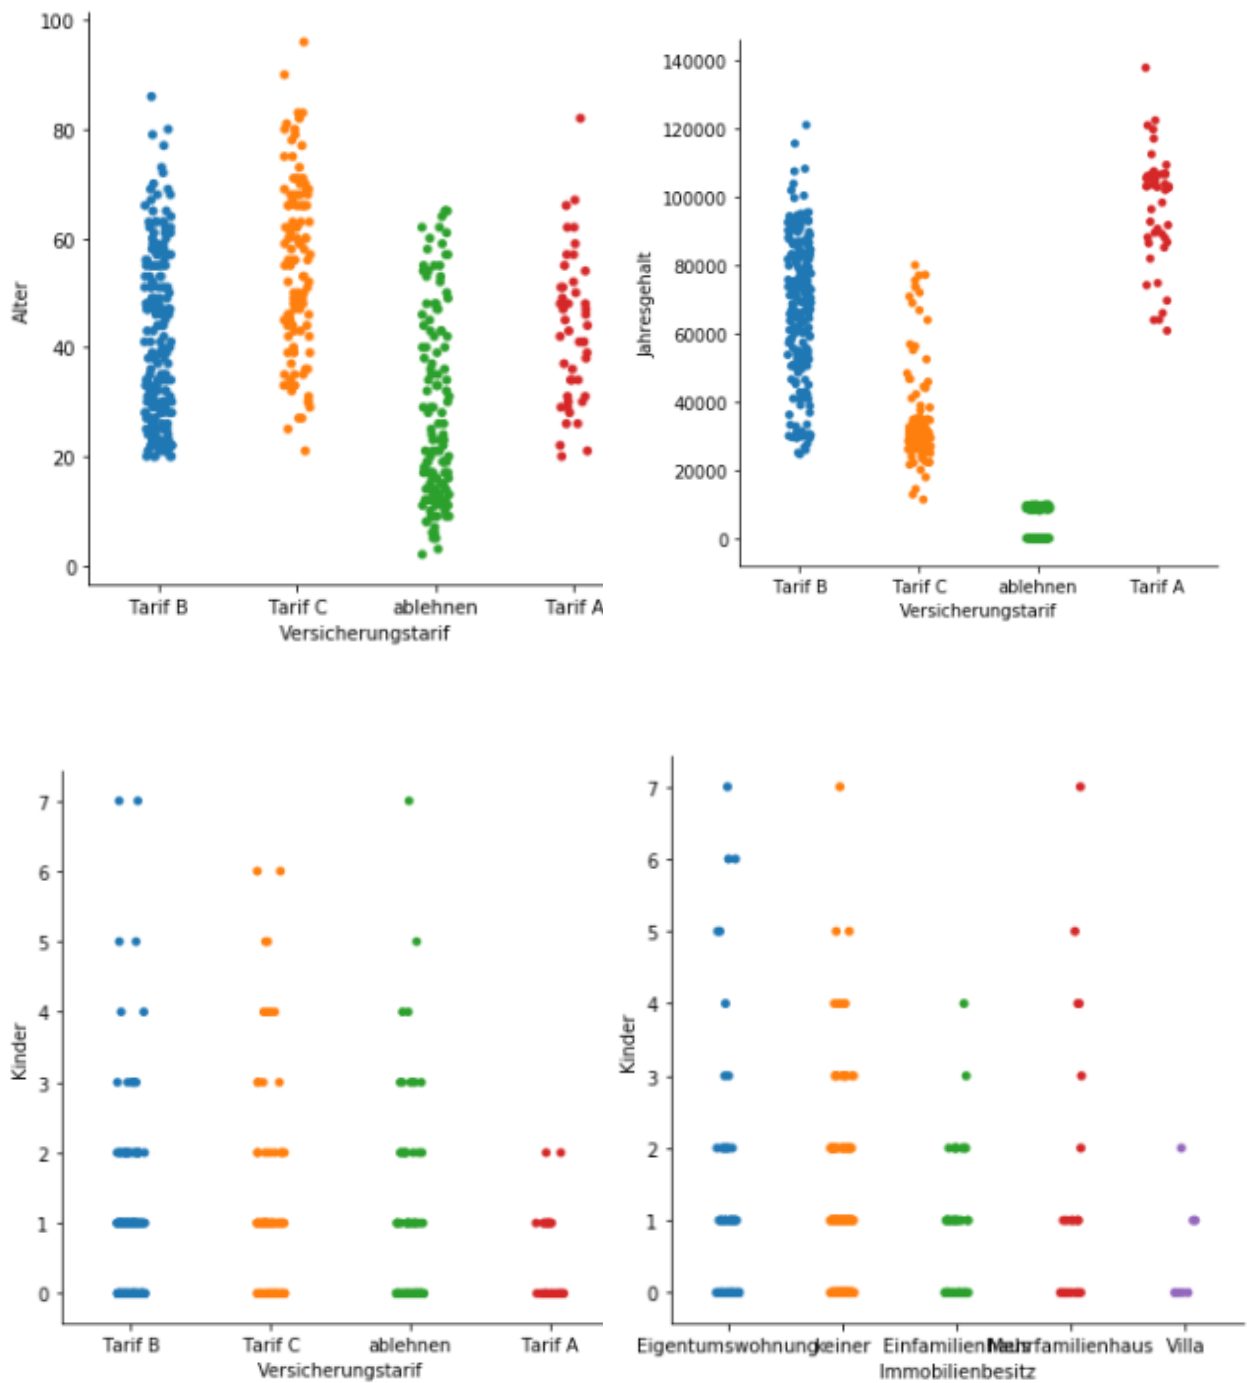 100
80
60
40
20
0
Alter
Tarif B Tarif C ablehnen Tarif A
Versicherungstarif
140000
120000
100000
80000
60000
40000
20000
0
Jahresgehalt
Tarif B Tarif C ablehnen Tarif A
Versicherungstarif
7
6
5
4
3
2
1
0
Kinder
Tarif B Tarif C ablehnen Tarif A
Versicherungstarif
7
6
5
4
3
2
1
0
Kinder
Eigentumswohnung keiner Einfamilienhaus Mehrfamilienhaus Villa
Immobilienbesitz